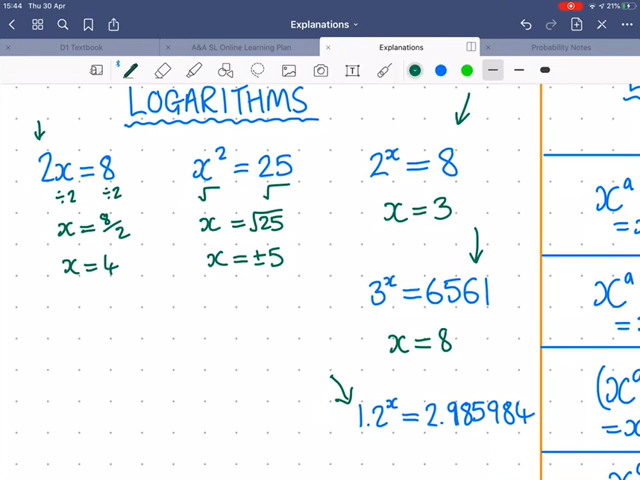 15:44 Thu 30 Apr
21%
Explanations
D1 Textbook
A&A SL Online Learning Plan
Explanations
Probability Notes
LOGARITHMS
2x = 8
÷2 ÷2
x = 8/2
x = 4
x² = 25
√ √
x = √25
x = ±5
2ˣ = 8
x = 3
3ˣ = 6561
x = 8
1.2ˣ = 2.985984
xᵃ
=
xᵃ
=
(xᵃ
= x